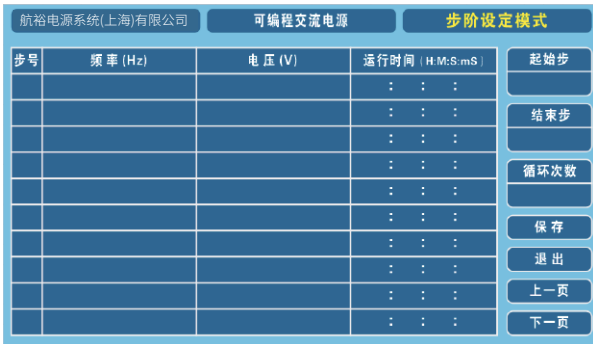 航裕电源系统(上海)有限公司 可编程交流电源 步阶设定模式
步号 频率(Hz) 电压(V) 运行时间(H:M:S:mS) 起始步
: : :
: : : 结束步
: : :
: : : 循环次数
: : :
: : : 保存
: : : 退出
: : :
: : : 上一页
: : : 下一页